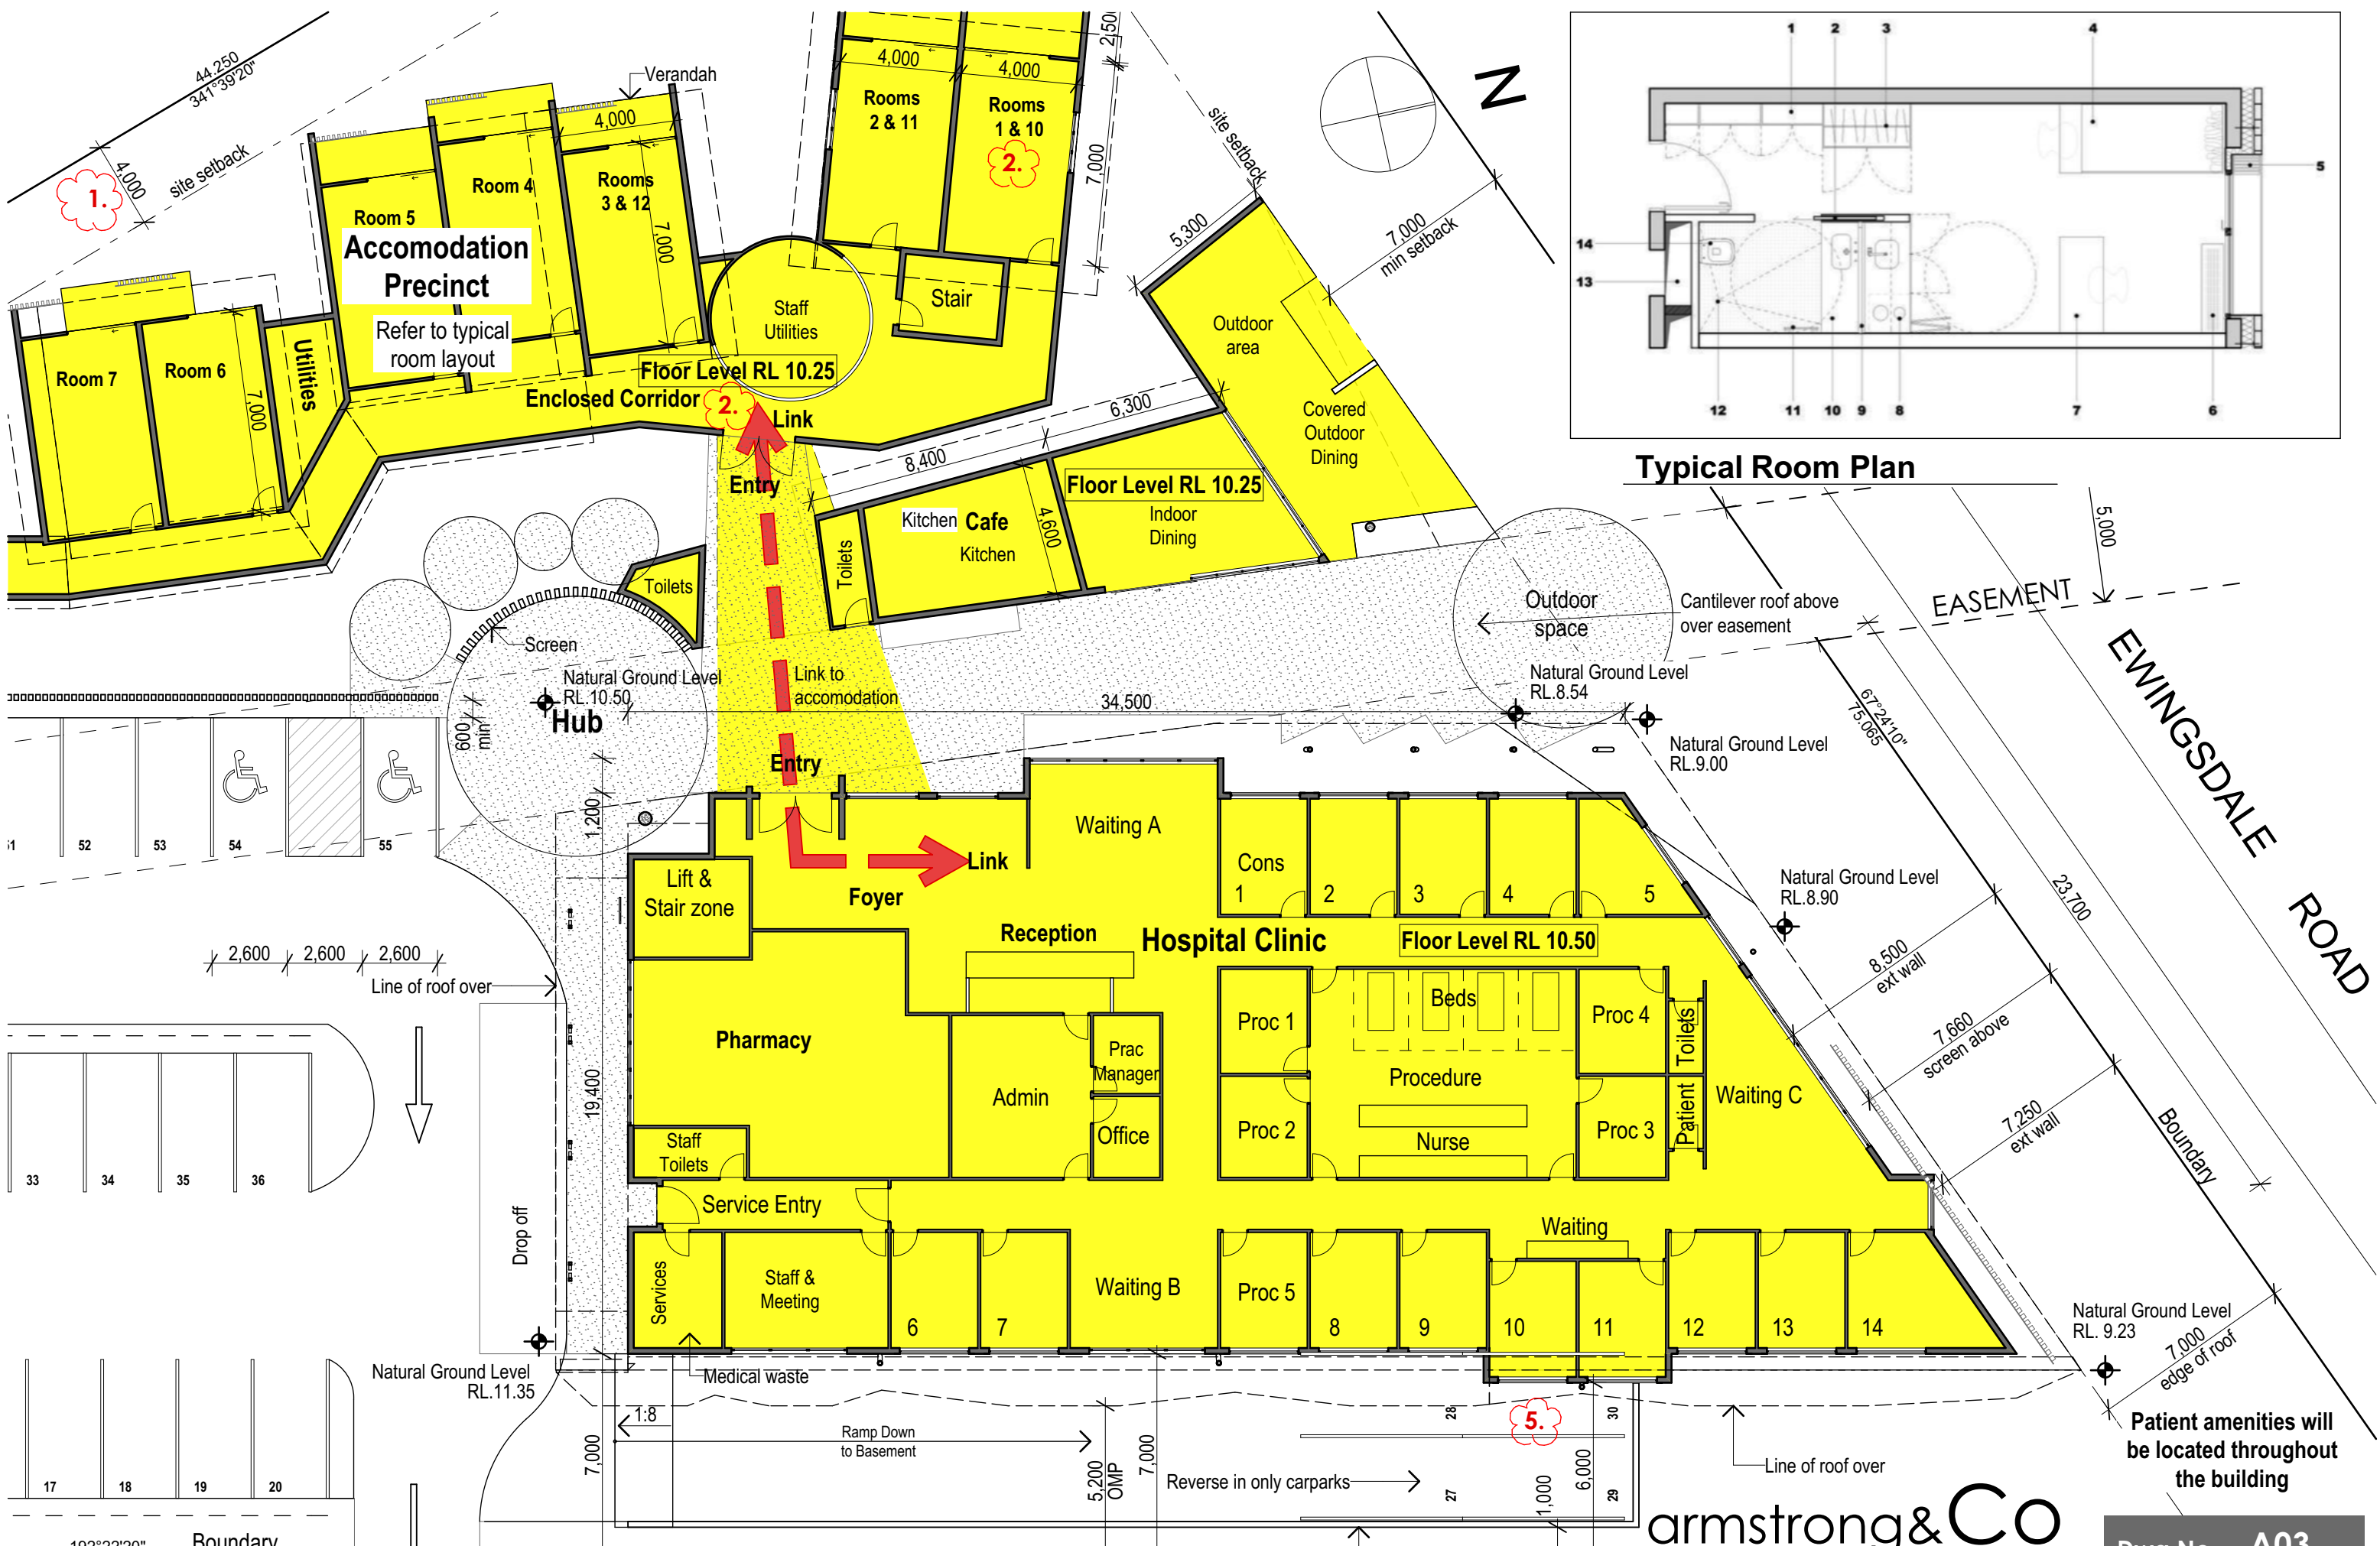 44.250
341°39'20"
4,000
1.
site setback
Verandah
4,000
4,000
4,000
2,50
Rooms
2 & 11
Rooms
1 & 10
2.
7,000
Room 5
Room 4
Rooms
3 & 12
7,000
Accomodation
Precinct
Refer to typical
room layout
Room 7
Room 6
7,000
Utilities
Staff
Utilities
Stair
Floor Level RL 10.25
Enclosed Corridor
2.
Link
Entry
site setback
5,300
7,000
min setback
N
Outdoor
area
Covered
Outdoor
Dining
6,300
8,400
Floor Level RL 10.25
Indoor
Dining
Kitchen
Cafe
Kitchen
4,600
Toilets
Toilets
1
2
3
4
5
14
13
12
11
10
9
8
7
6
Typical Room Plan
5,000
EASEMENT
EWINGSDALE
ROAD
Outdoor
space
Cantilever roof above
over easement
Screen
Natural Ground Level
RL.10.50
Hub
600
min
Link to
accomodation
34,500
Natural Ground Level
RL.8.54
Natural Ground Level
RL.9.00
67°24'10"
75.065
23,700
Entry
1,200
52
53
54
55
Lift &
Stair zone
Link
Foyer
Waiting A
Cons
1
2
3
4
5
Natural Ground Level
RL.8.90
Reception
Hospital Clinic
Floor Level RL 10.50
2,600
2,600
2,600
Line of roof over
8,500
ext wall
7,660
screen above
7,250
ext wall
Boundary
Pharmacy
Admin
Prac
Manager
Office
Proc 1
Proc 2
Beds
Procedure
Nurse
Proc 4
Proc 3
Patient
Toilets
Waiting C
19,400
33
34
35
36
Staff
Toilets
Service Entry
Drop off
Services
Staff &
Meeting
6
7
Waiting B
Proc 5
8
9
Waiting
10
11
12
13
14
Natural Ground Level
RL. 9.23
7,000
edge of roof
Natural Ground Level
RL.11.35
Medical waste
1:8
Ramp Down
to Basement
7,000
5,200
OMP
7,000
Reverse in only carparks
28
30
5.
27
29
1,000
6,000
Line of roof over
Patient amenities will
be located throughout
the building
17
18
19
20
Boundary
armstrong&Co
A03